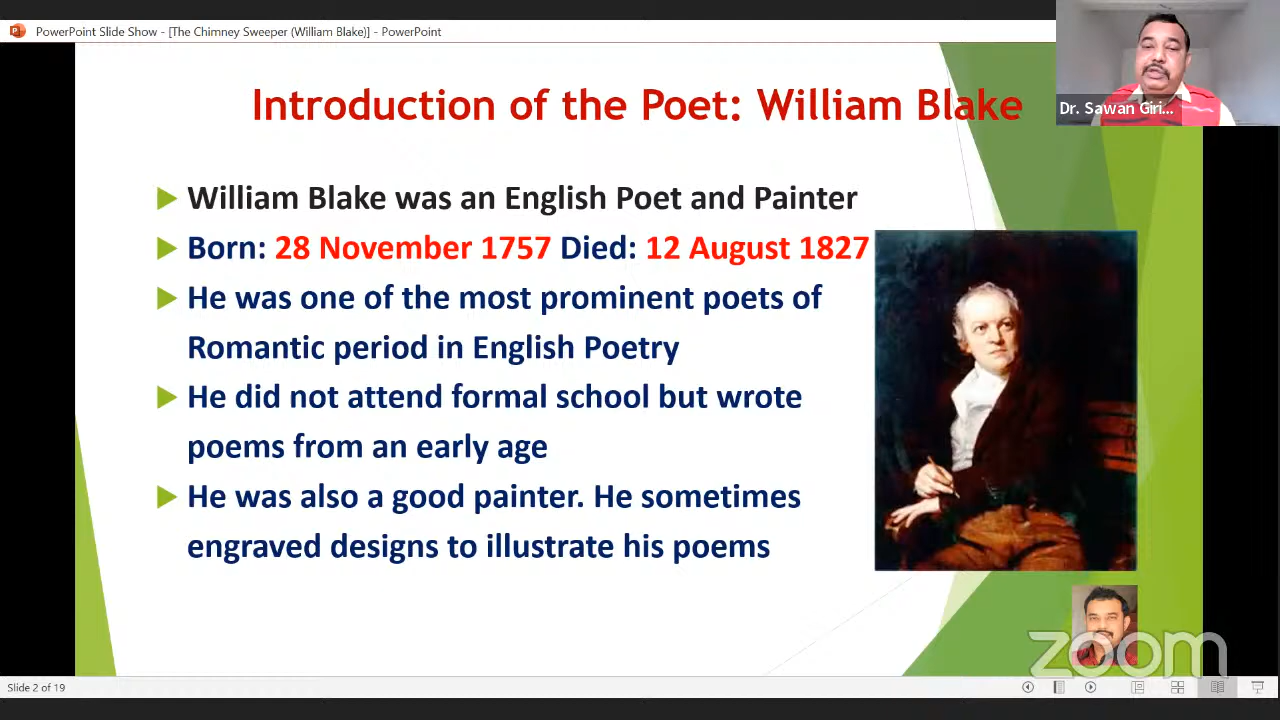 PowerPoint Slide Show - [The Chimney Sweeper (William Blake)] - PowerPoint
Introduction of the Poet: William Blake
Dr. Sawan Giri...
William Blake was an English Poet and Painter
Born: 28 November 1757 Died: 12 August 1827
He was one of the most prominent poets of
Romantic period in English Poetry
He did not attend formal school but wrote
poems from an early age
He was also a good painter. He sometimes
engraved designs to illustrate his poems
zoom
Slide 2 of 19